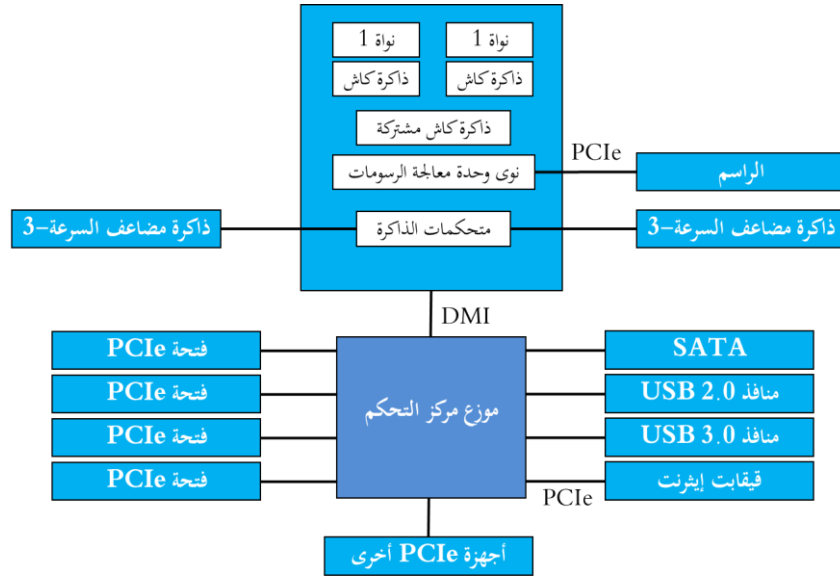 نواة 1
نواة 1
ذاكرة كاش
ذاكرة كاش
ذاكرة كاش مشتركة
نوى وحدة معالجة الرسومات
PCIe
الراسم
ذاكرة مضاعف السرعة-3
متحكمات الذاكرة
ذاكرة مضاعف السرعة-3
DMI
SATA
فتحة PCIe
منافذ USB 2.0
فتحة PCIe
موزع مركز التحكم
منافذ USB 3.0
فتحة PCIe
قيقابت إيثرنت
PCIe
فتحة PCIe
أجهزة PCIe أخرى